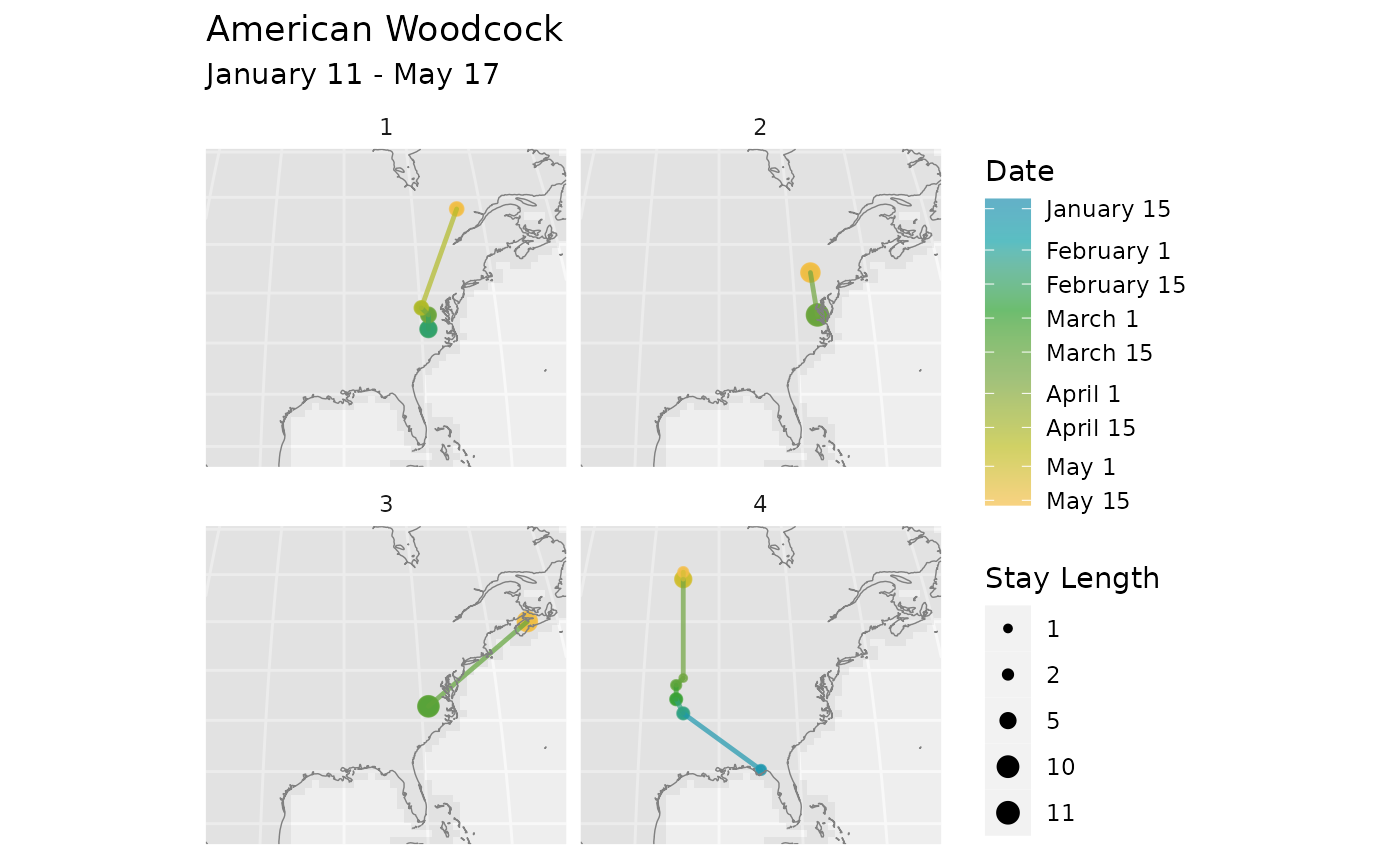 American Woodcock
January 11 - May 17
1
2
3
4
Date
January 15
February 1
February 15
March 1
March 15
April 1
April 15
May 1
May 15
Stay Length
1
2
5
10
11